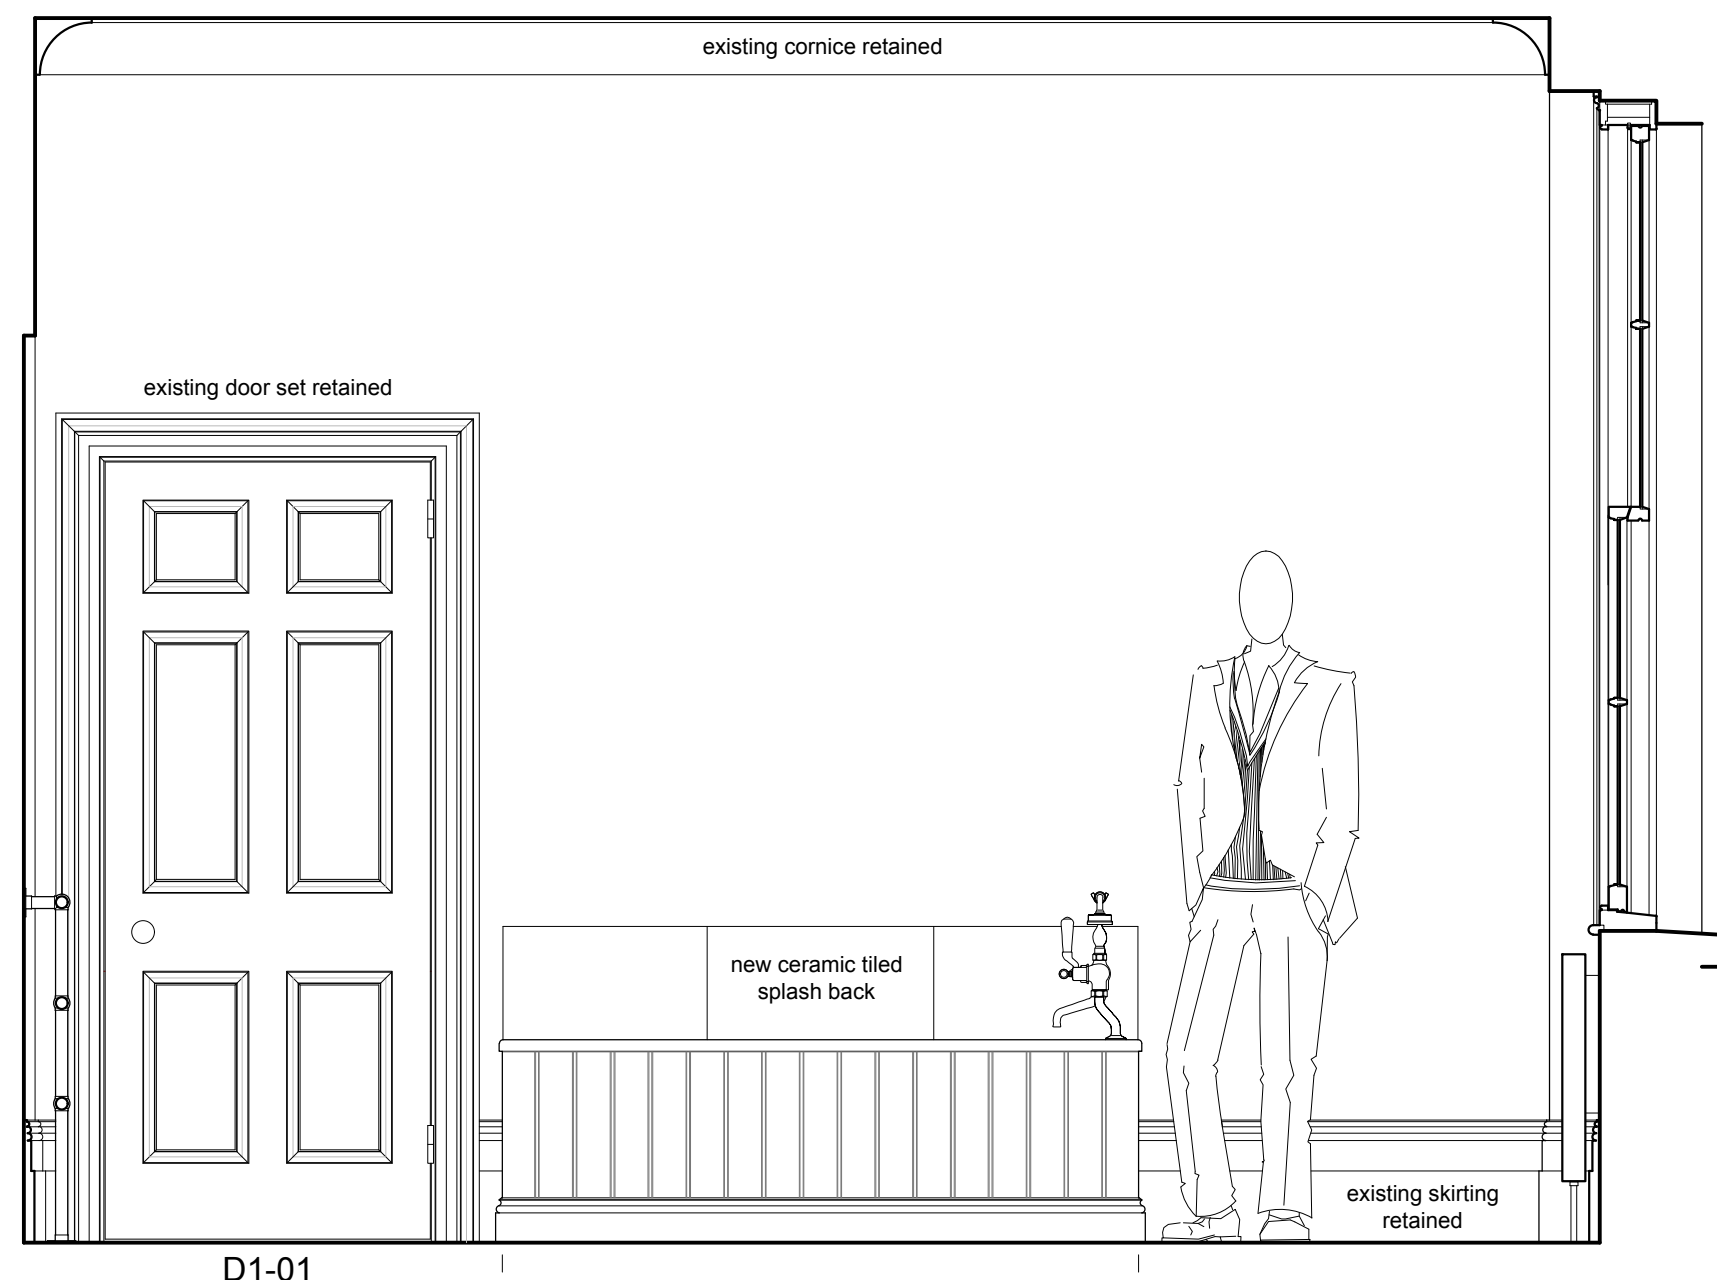 existing cornice retained
existing door set retained
new ceramic tiled
splash back
existing skirting
retained
D1-01